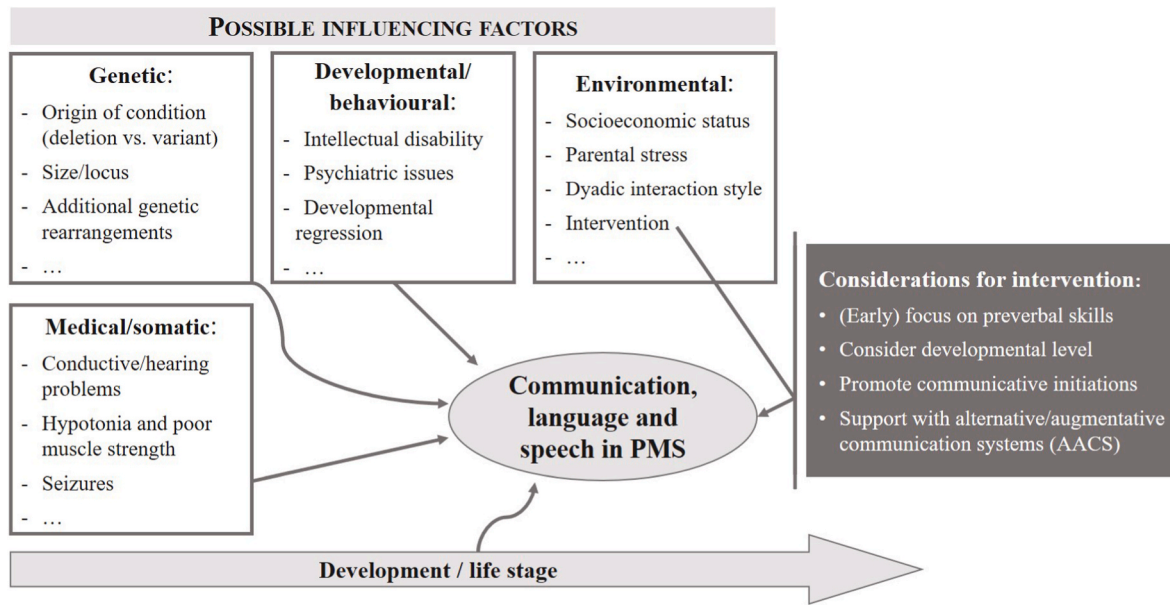 POSSIBLE INFLUENCING FACTORS
Genetic:
- Origin of condition
(deletion vs. variant)
- Size/locus
- Additional genetic
rearrangements
- …
Developmental/
behavioural:
- Intellectual disability
- Psychiatric issues
- Developmental
regression
- …
Environmental:
- Socioeconomic status
- Parental stress
- Dyadic interaction style
- Intervention
- …
Medical/somatic:
- Conductive/hearing
problems
- Hypotonia and poor
muscle strength
- Seizures
- …
Communication,
language and
speech in PMS
Considerations for intervention:
• (Early) focus on preverbal skills
• Consider developmental level
• Promote communicative initiations
• Support with alternative/augmentative
communication systems (AACS)
Development / life stage